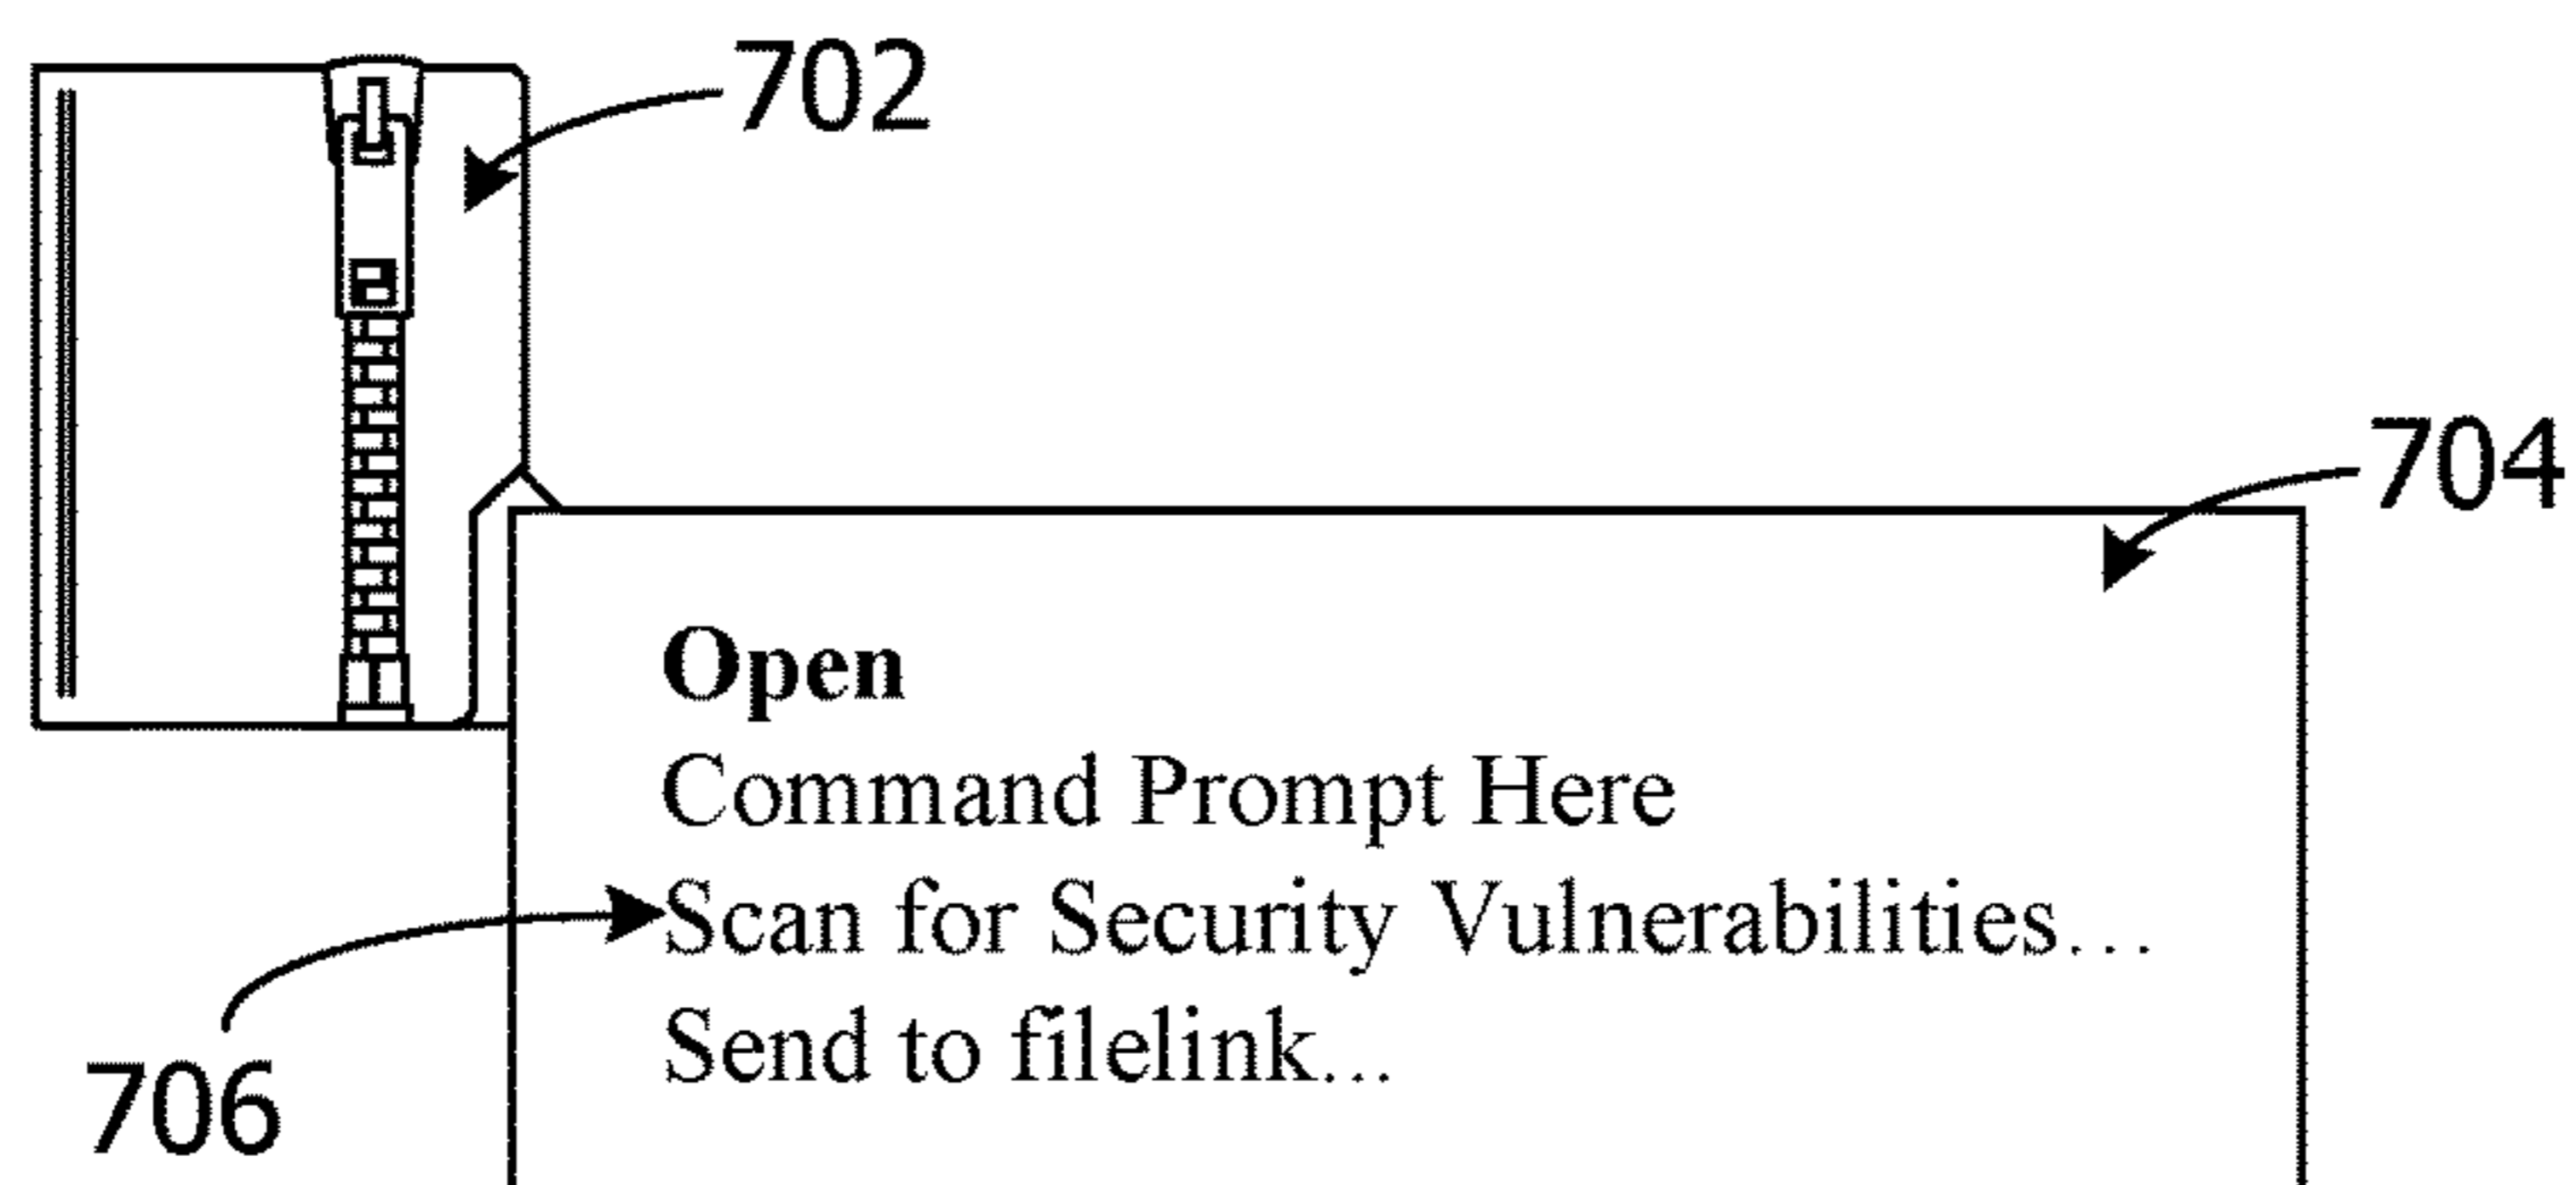 702
704
Open
Command Prompt Here
Scan for Security Vulnerabilities...
Send to filelink...
706